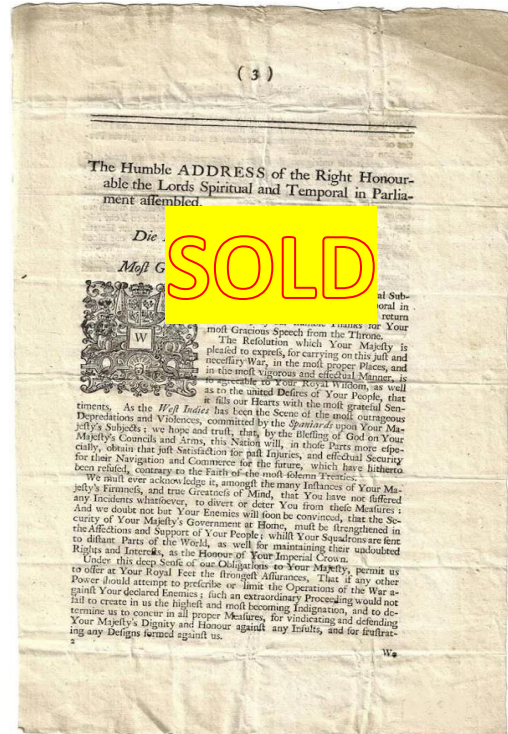 ( 3 )
The Humble ADDRESS of the Right Honour-
able the Lords Spiritual and Temporal in Parlia-
ment aſſembled.
Die
SOLD
Moſt G
W
al Sub-
poral in
return
Thanks for Your
moſt Gracious Speech from the Throne.
The Reſolution which Your Majeſty is
pleaſed to expreſs, for carrying on this juſt and
neceſſary War, in the moſt proper Places, and
in the moſt vigorous and effectual Manner, is
ſo agreeable to Your Royal Wiſdom, as well
as to the united Deſires of Your People, that
it fills our Hearts with the moſt grateful Sen-
timents. As the Weſt Indies has been the Scene of the moſt outrageous
Depredations and Violences, committed by the Spaniards upon Your Ma-
jeſty's Subjects; we hope and truſt, that, by the Bleſſing of God on Your
Majeſty's Councils and Arms, this Nation will, in thoſe Parts more eſpe-
cially, obtain that juſt Satisfaction for paſt Injuries, and effectual Security
for their Navigation and Commerce for the future, which have hitherto
been refuſed, contrary to the Faith of the moſt ſolemn Treaties.
We muſt ever acknowledge it, amongſt the many Inſtances of Your Ma-
jeſty's Firmneſs, and true Greatneſs of Mind, that You have not ſuffered
any Incidents whatſoever, to divert or deter You from theſe Meaſures :
And we doubt not but Your Enemies will ſoon be convinced, that the Se-
curity of Your Majeſty's Government at Home, muſt be ſtrengthened in
the Affections and Support of Your People; whilſt Your Squadrons are ſent
to diſtant Parts of the World, as well for maintaining their undoubted
Rights and Intereſts, as the Honour of Your Imperial Crown.
Under this deep Senſe of our Obligations to Your Majeſty, permit us
to offer at Your Royal Feet the ſtrongeſt Aſſurances, That if any other
Power ſhould attempt to preſcribe or limit the Operations of the War a-
gainſt Your declared Enemies; ſuch an extraordinary Proceeding would not
fail to create in us the higheſt and moſt becoming Indignation, and to de-
termine us to concur in all proper Meaſures, for vindicating and defending
Your Majeſty's Dignity and Honour againſt any Inſults, and for fruſtrat-
ing any Deſigns formed againſt us.
2
We